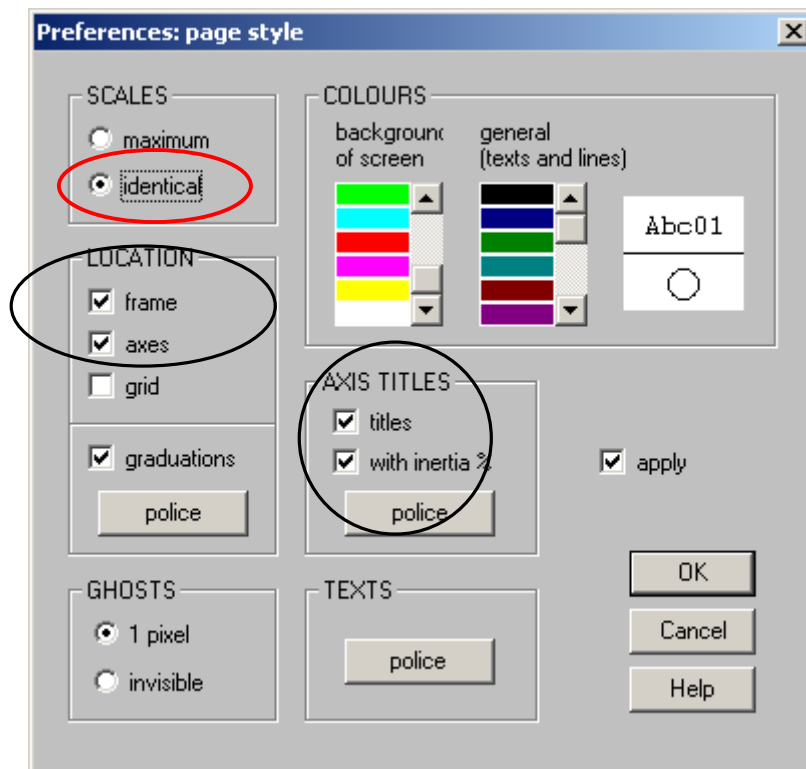 Preferences: page style
SCALES
maximum
identical
LOCATION
frame
axes
grid
graduations
police
GHOSTS
1 pixel
invisible
COLOURS
background general
of screen (texts and lines)
Abc01
AXIS TITLES
titles
with inertia %
police
TEXTS
police
apply
OK
Cancel
Help